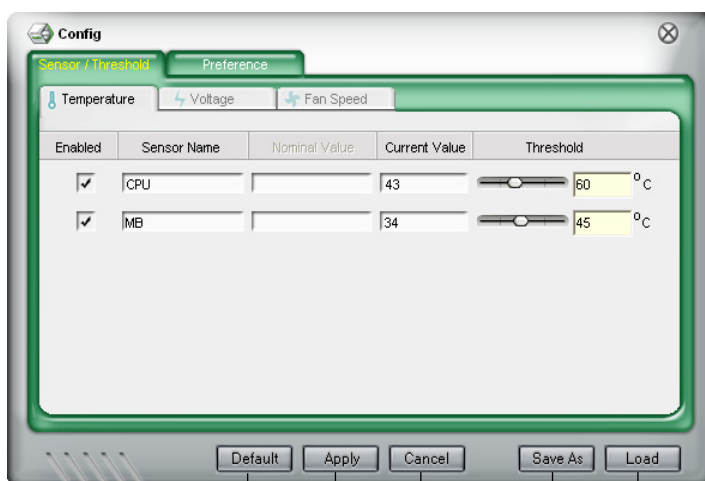 Config
Sensor / Threshold Preference
Temperature Voltage Fan Speed
Enabled Sensor Name Nominal Value Current Value Threshold
CPU 43 60 °C
MB 34 45 °C
Default Apply Cancel Save As Load